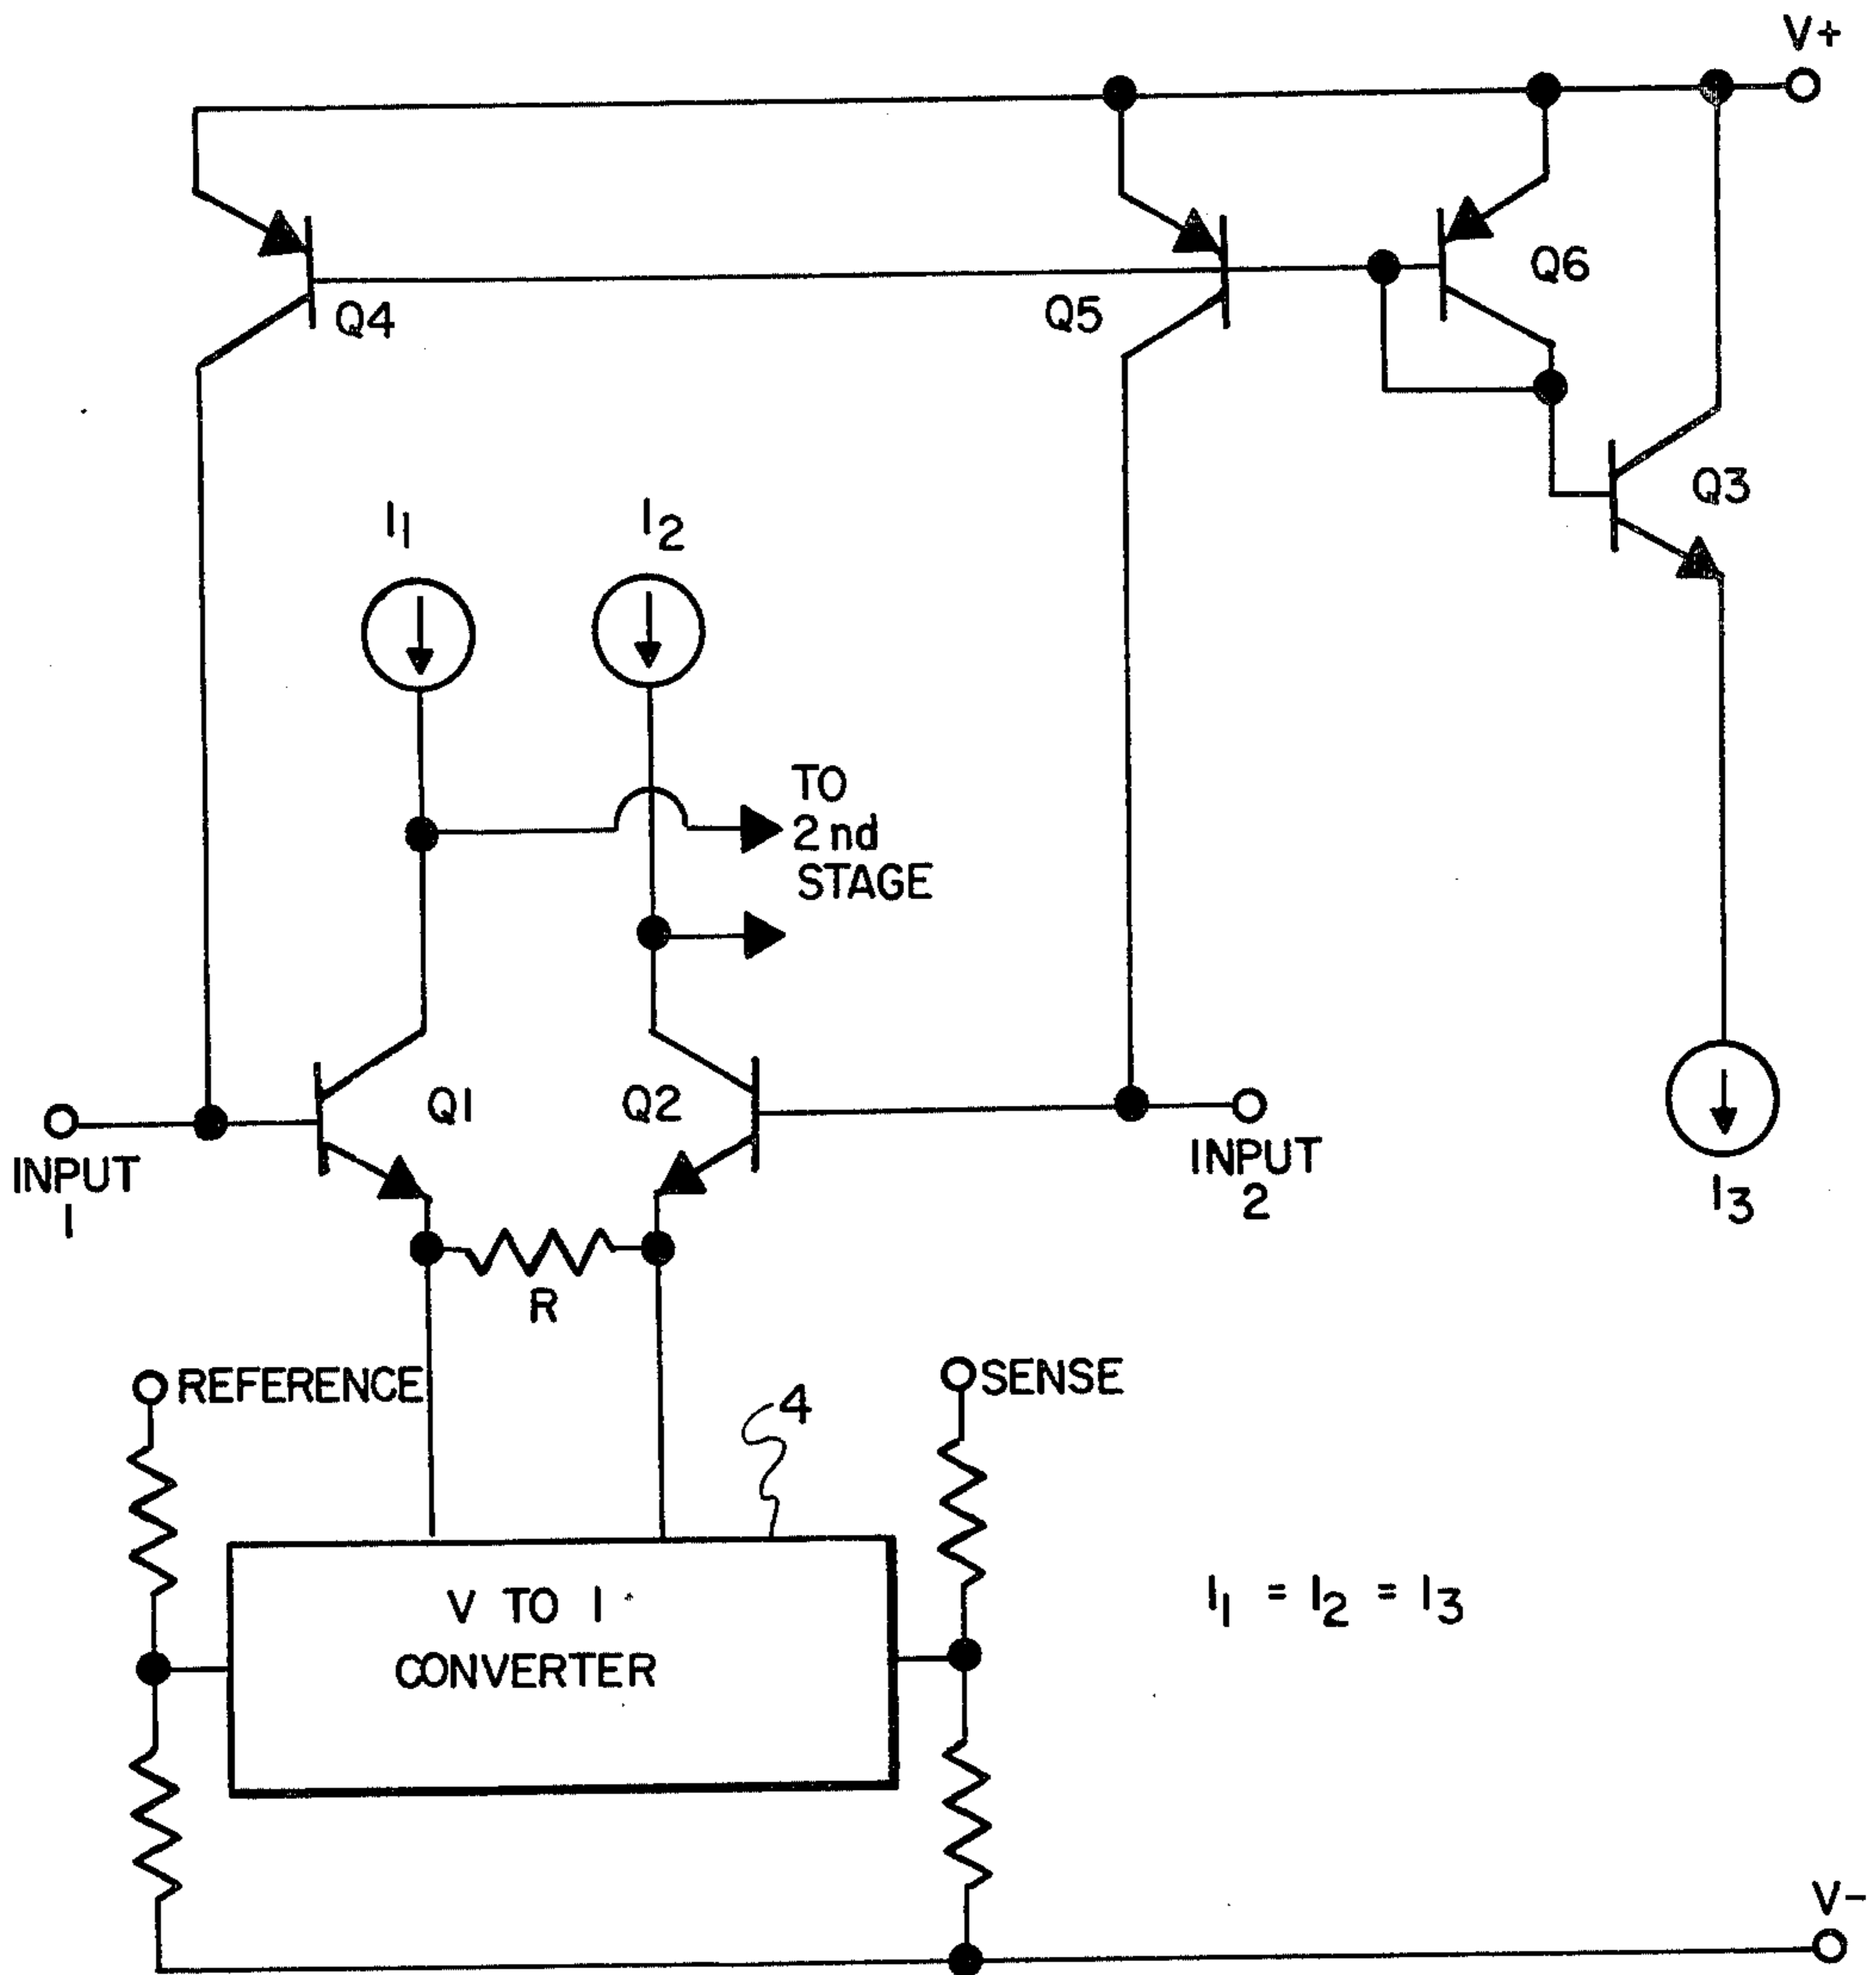 V+
Q4
Q5
Q6
Q3
I1
I2
TO
2nd
STAGE
Q1
Q2
INPUT
1
INPUT
2
I3
R
REFERENCE
SENSE
4
V TO I
CONVERTER
I1 = I2 = I3
V-